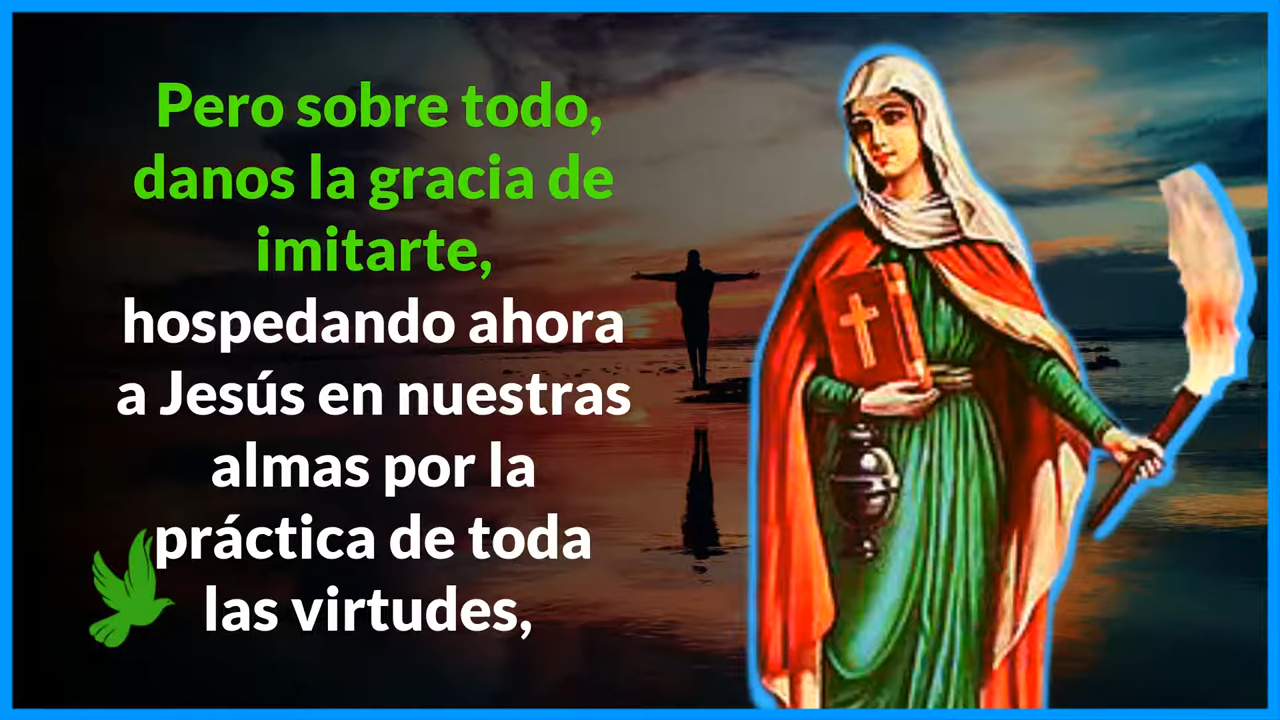 Pero sobre todo,
danos la gracia de
imitarte,
hospedando ahora
a Jesús en nuestras
almas por la
práctica de toda
las virtudes,